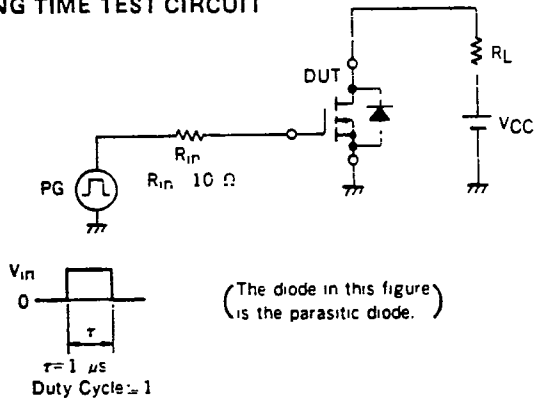 NG TIME TEST CIRCUIT
DUT
RL
VCC
Rin
Rin 10 Ω
PG
Vin
0
τ
τ=1 μs
Duty Cycle≦1
(The diode in this figure
is the parasitic diode.)